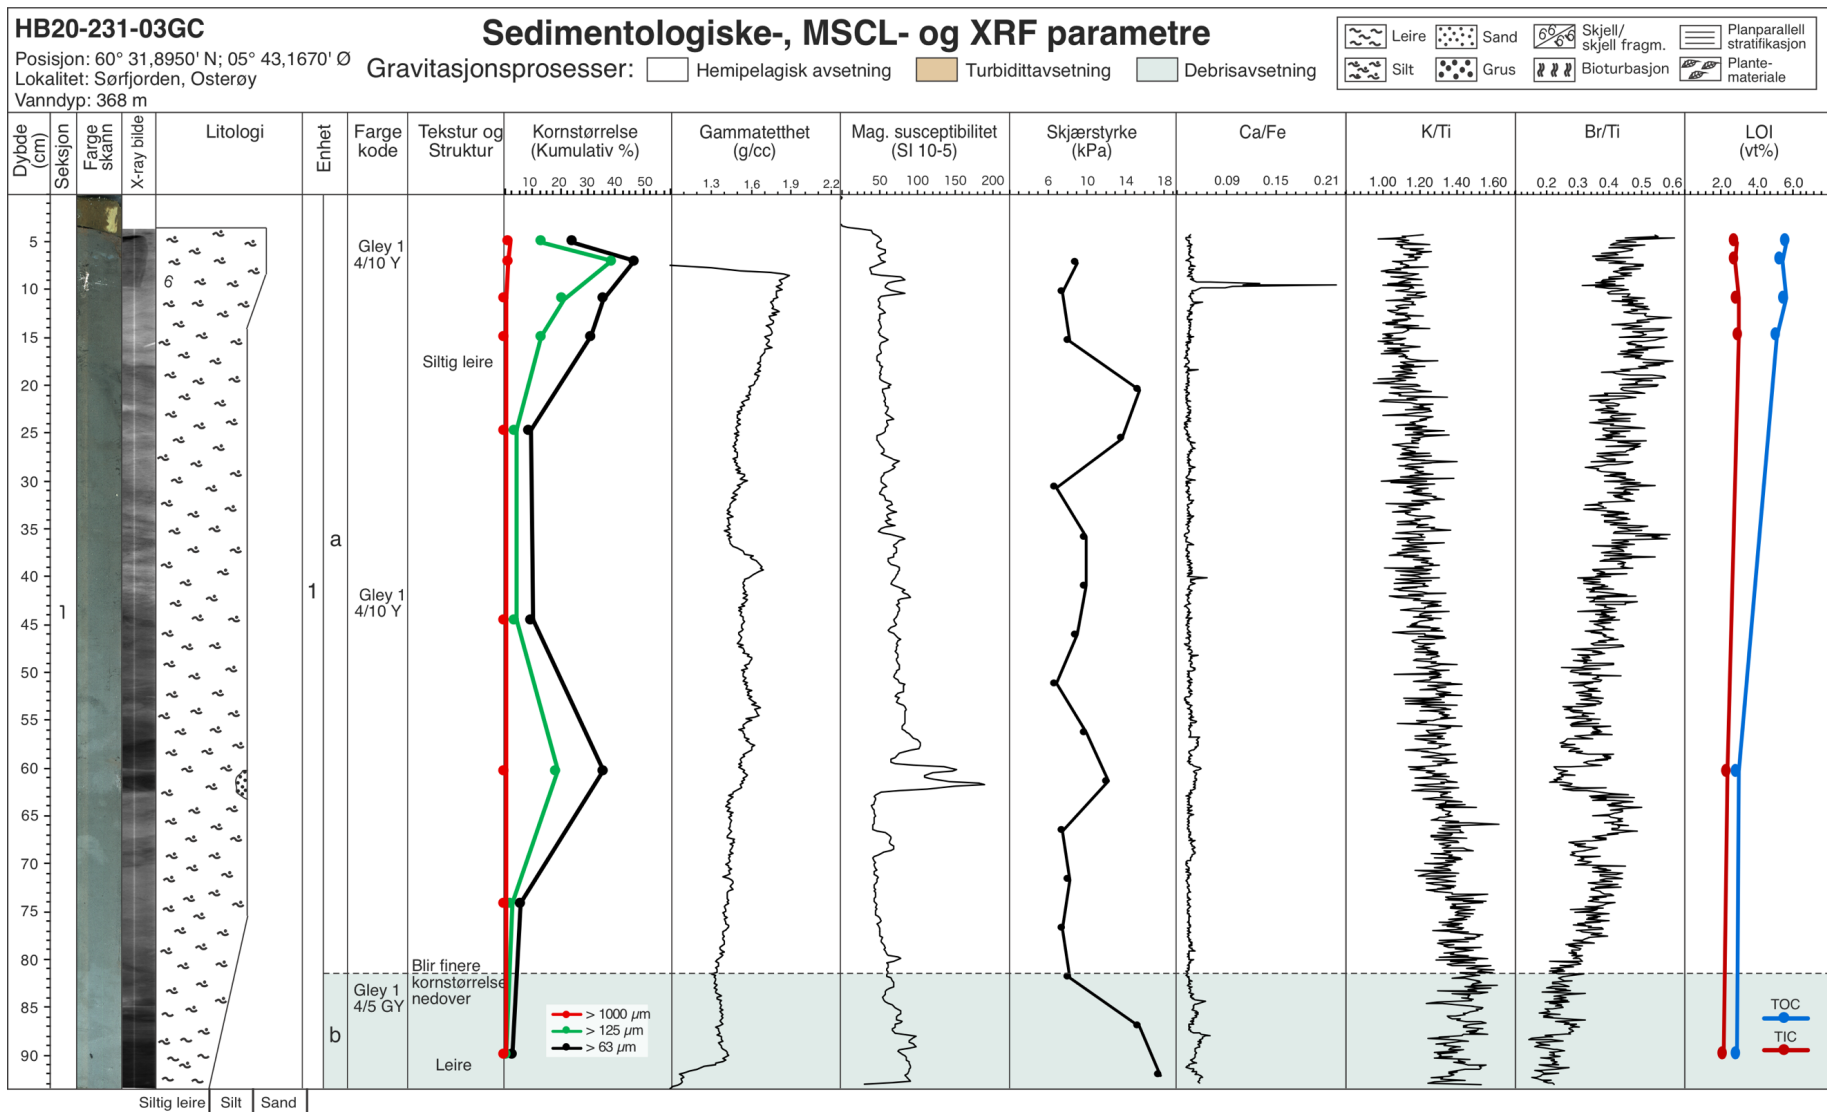 HB20-231-03GC
Posisjon: 60° 31,8950' N; 05° 43,1670' Ø
Lokalitet: Sørfjorden, Osterøy
Vanndyp: 368 m
Sedimentologiske-, MSCL- og XRF parametre
Gravitasjonsprosesser: Hemipelagisk avsetning Turbidittavsetning Debrisavsetning
Leire Sand Skjell/ skjell fragm. Planparallell stratifikasjon
Silt Grus Bioturbasjon Plante- materiale
Dybde (cm)
Seksjon
Farge skann
X-ray bilde
Litologi
Enhet
Farge kode
Tekstur og Struktur
Kornstørrelse (Kumulativ %)
10 20 30 40 50
Gammatetthet (g/cc)
1.3 1.6 1.9 2.2
Mag. susceptibilitet (SI 10-5)
50 100 150 200
Skjærstyrke (kPa)
6 10 14 18
Ca/Fe
0.09 0.15 0.21
K/Ti
1.00 1.20 1.40 1.60
Br/Ti
0.2 0.3 0.4 0.5 0.6
LOI (vt%)
2.0 4.0 6.0
5
10
15
20
25
30
35
40
45
50
55
60
65
70
75
80
85
90
1
1
a
b
Gley 1
4/10 Y
Siltig leire
Gley 1
4/10 Y
Blir finere
kornstørrelse
nedover
Gley 1
4/5 GY
Leire
> 1000 µm
> 125 µm
> 63 µm
TOC
TIC
Siltig leire Silt Sand